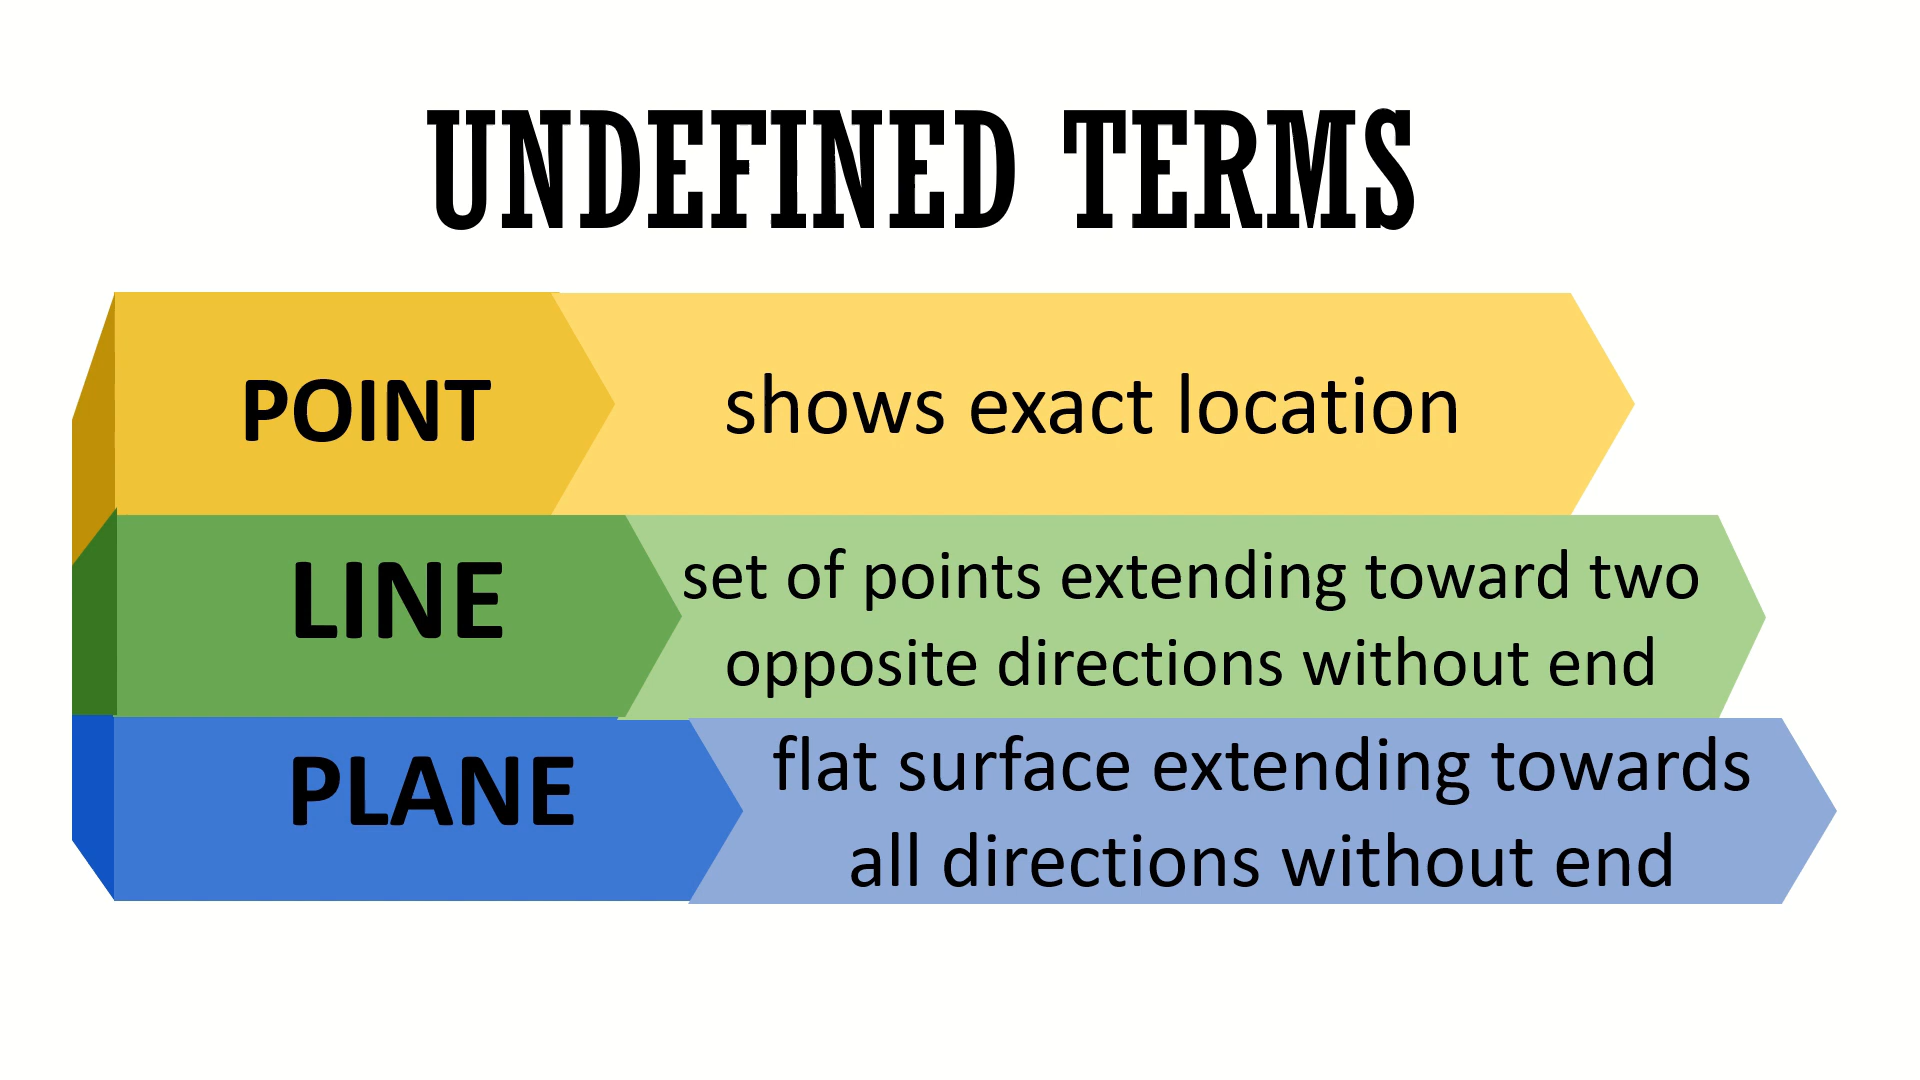 UNDEFINED TERMS
POINT
shows exact location
LINE
set of points extending toward two
opposite directions without end
PLANE
flat surface extending towards
all directions without end